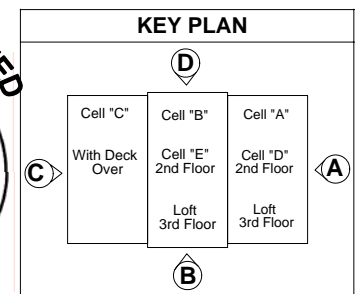 KEY PLAN
D
Cell "C"
With Deck
Over
Cell "B"
Cell "E"
2nd Floor
Loft
3rd Floor
Cell "A"
Cell "D"
2nd Floor
Loft
3rd Floor
C
A
B